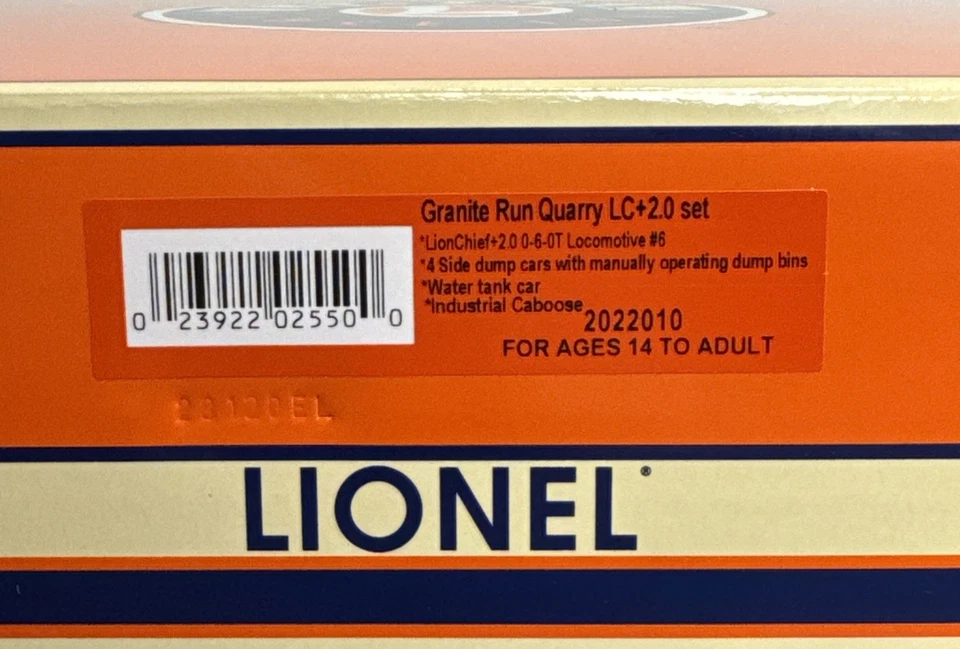 Granite Run Quarry LC+2.0 set
*LionChief+2.0 0-6-0T Locomotive #6
*4 Side dump cars with manually operating dump bins
*Water tank car
*Industrial Caboose
2022010
FOR AGES 14 TO ADULT
0 23922 02550 0
LIONEL